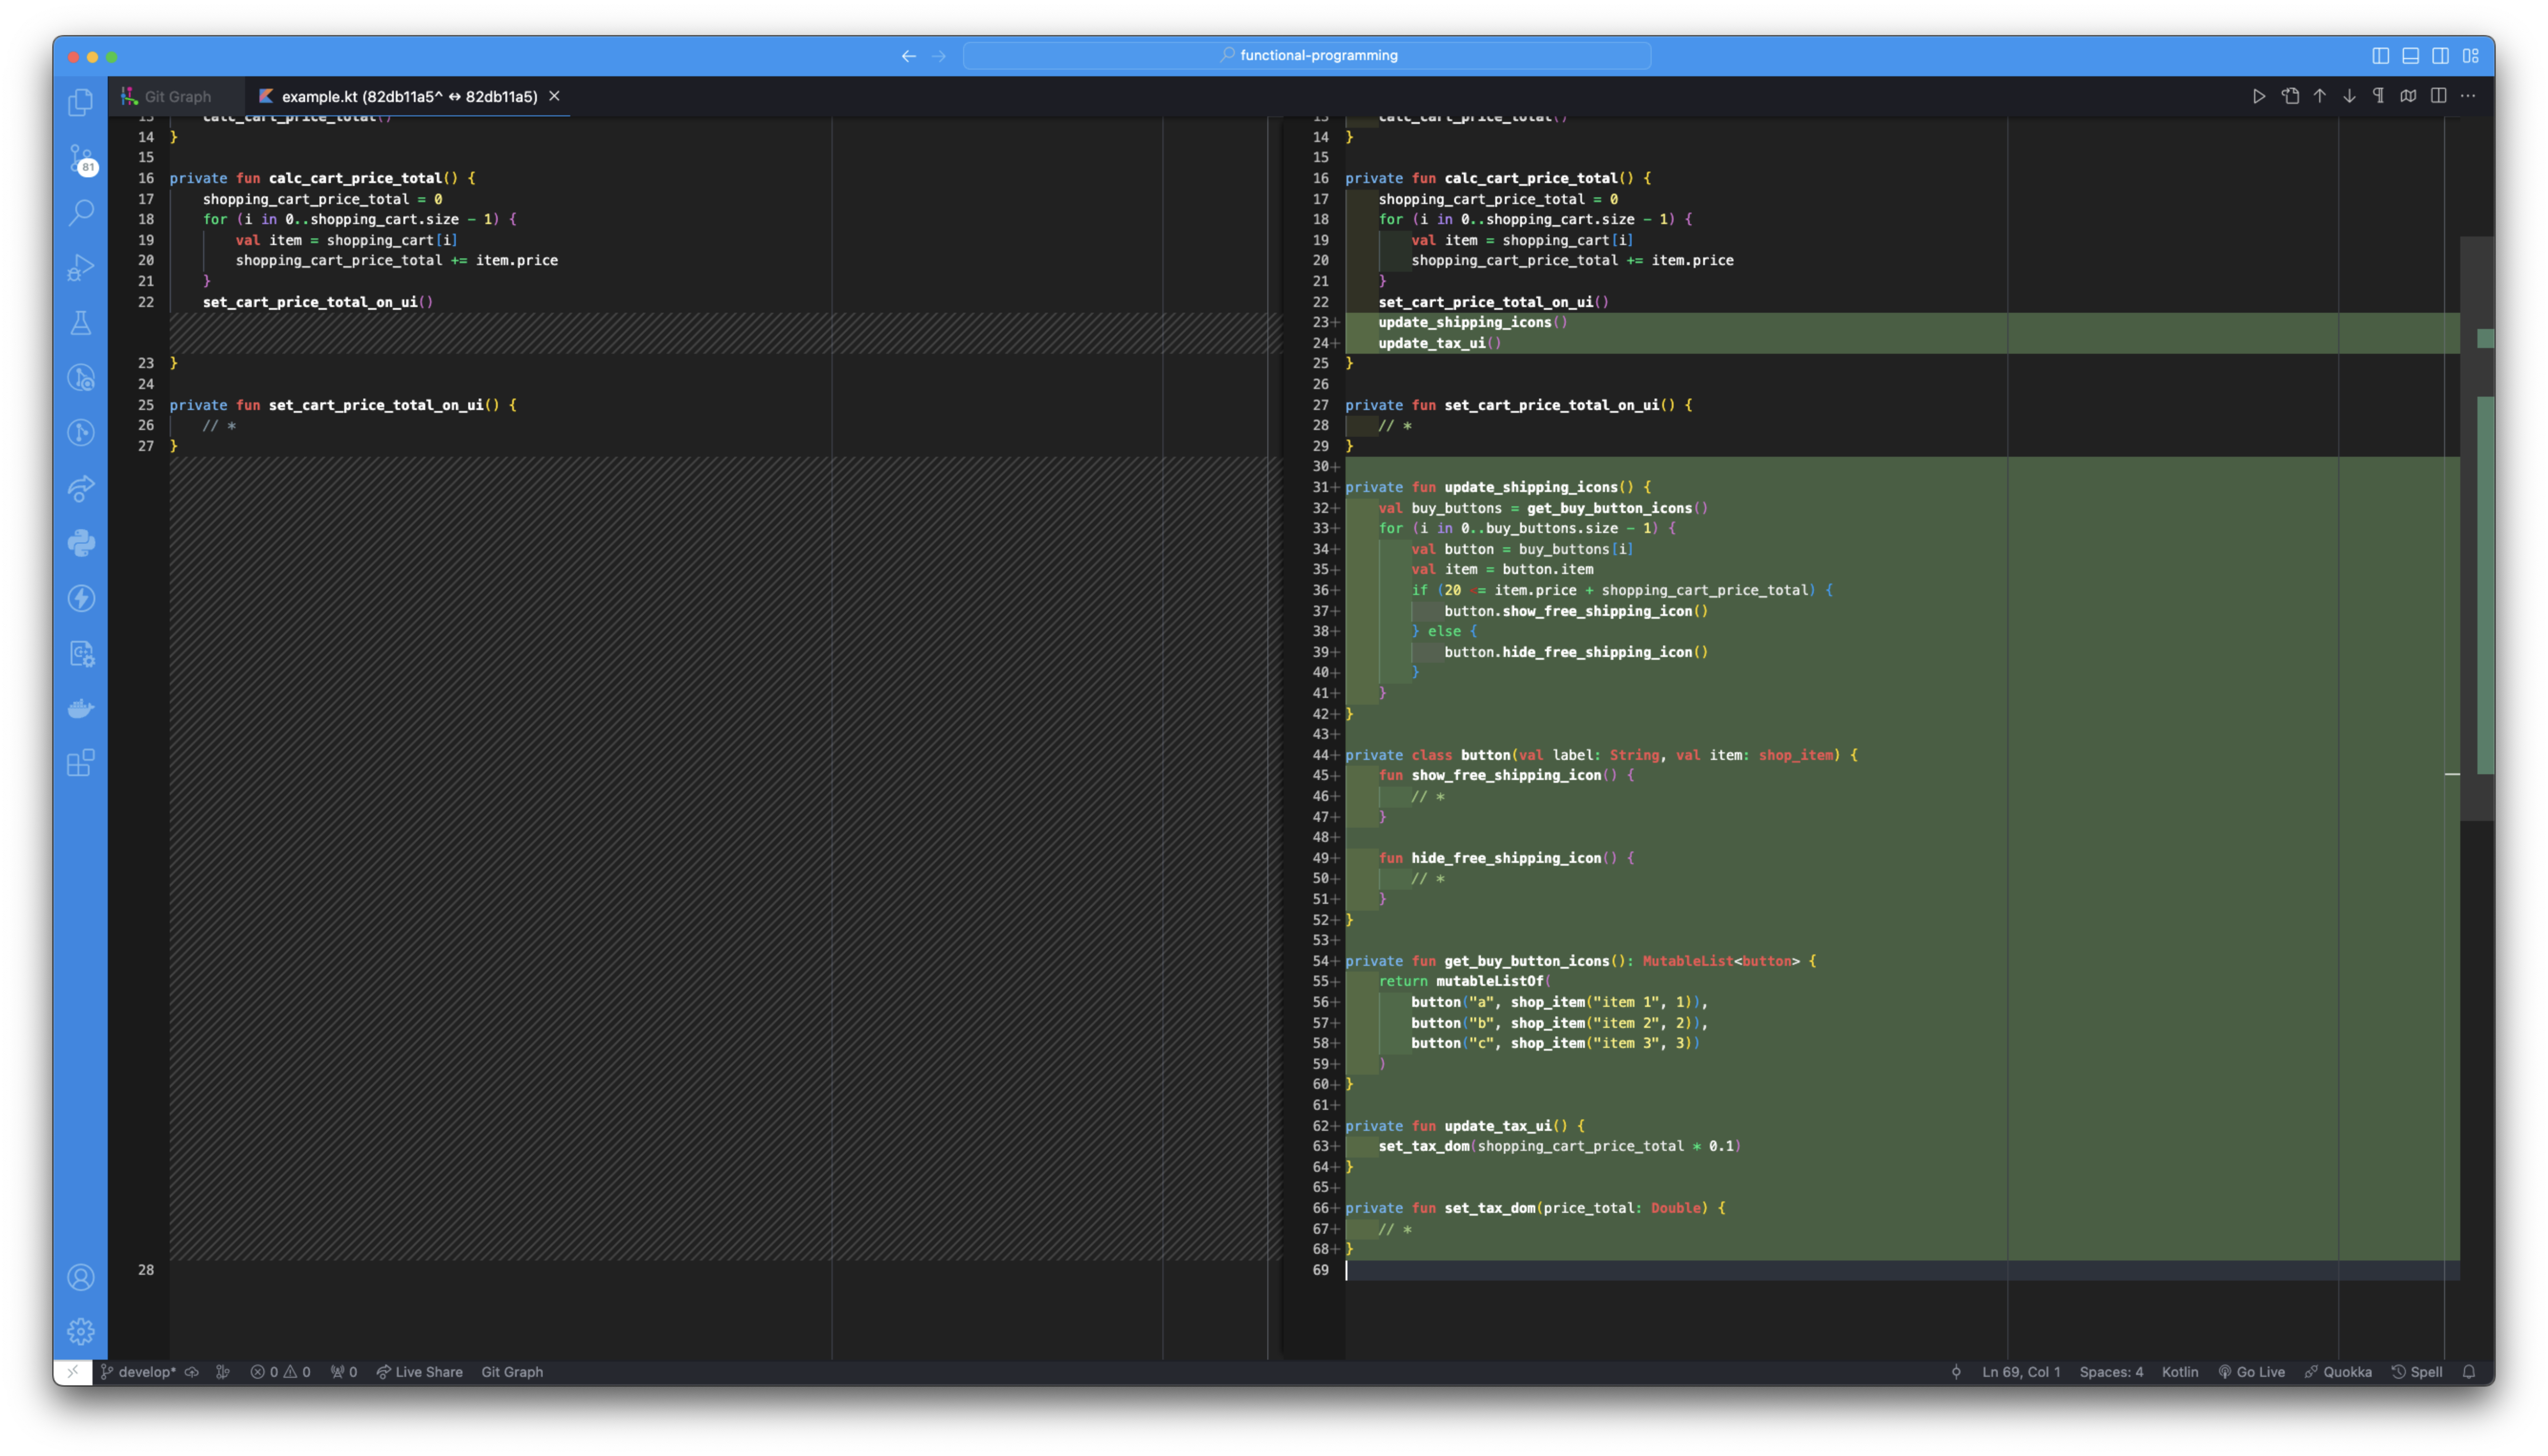 functional-programming
Git Graph
example.kt (82db11a5^ ↔ 82db11a5)
81
13 calc_cart_price_total()
14 }
15
16 private fun calc_cart_price_total() {
17 shopping_cart_price_total = 0
18 for (i in 0..shopping_cart.size - 1) {
19 val item = shopping_cart[i]
20 shopping_cart_price_total += item.price
21 }
22 set_cart_price_total_on_ui()
23 }
24
25 private fun set_cart_price_total_on_ui() {
26 // *
27 }
28
13 calc_cart_price_total()
14 }
15
16 private fun calc_cart_price_total() {
17 shopping_cart_price_total = 0
18 for (i in 0..shopping_cart.size - 1) {
19 val item = shopping_cart[i]
20 shopping_cart_price_total += item.price
21 }
22 set_cart_price_total_on_ui()
23+ update_shipping_icons()
24+ update_tax_ui()
25 }
26
27 private fun set_cart_price_total_on_ui() {
28 // *
29 }
30+
31+ private fun update_shipping_icons() {
32+ val buy_buttons = get_buy_button_icons()
33+ for (i in 0..buy_buttons.size - 1) {
34+ val button = buy_buttons[i]
35+ val item = button.item
36+ if (20 <= item.price + shopping_cart_price_total) {
37+ button.show_free_shipping_icon()
38+ } else {
39+ button.hide_free_shipping_icon()
40+ }
41+ }
42+ }
43+
44+ private class button(val label: String, val item: shop_item) {
45+ fun show_free_shipping_icon() {
46+ // *
47+ }
48+
49+ fun hide_free_shipping_icon() {
50+ // *
51+ }
52+ }
53+
54+ private fun get_buy_button_icons(): MutableList<button> {
55+ return mutableListOf(
56+ button("a", shop_item("item 1", 1)),
57+ button("b", shop_item("item 2", 2)),
58+ button("c", shop_item("item 3", 3))
59+ )
60+ }
61+
62+ private fun update_tax_ui() {
63+ set_tax_dom(shopping_cart_price_total * 0.1)
64+ }
65+
66+ private fun set_tax_dom(price_total: Double) {
67+ // *
68+ }
69
develop* 0 0 0 Live Share Git Graph Ln 69, Col 1 Spaces: 4 Kotlin Go Live Quokka Spell